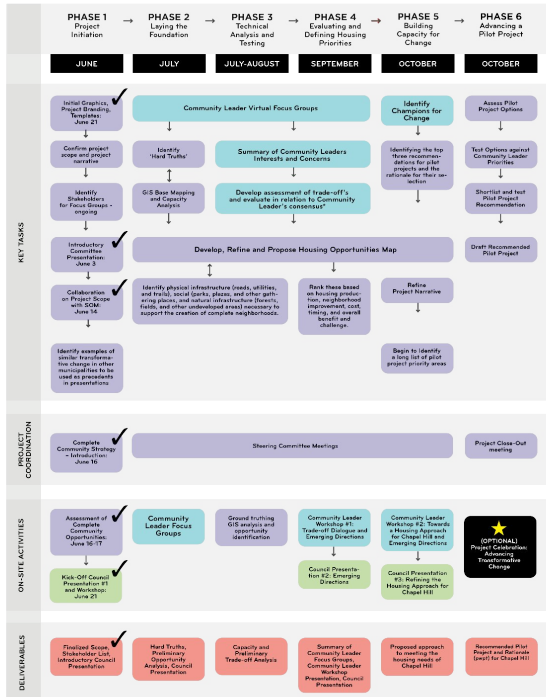 PHASE 1
Project
Initiation
PHASE 2
Laying the
Foundation
PHASE 3
Technical
Analysis and
Testing
PHASE 4
Evaluating and
Defining Housing
Priorities
PHASE 5
Building
Capacity for
Change
PHASE 6
Advancing a
Pilot Project
JUNE
JULY
JULY-AUGUST
SEPTEMBER
OCTOBER
OCTOBER
KEY TASKS
Initial Graphics,
Project Branding,
Templates:
June 21
Confirm project
scope and project
narrative
Identify
Stakeholders for
Focus Groups -
ongoing
Introductory
Committee
Presentation:
June 3
Collaboration
on Project Scope
with SOM:
June 14
Identify examples of
similar transforma-
tive change in other
municipalities to be
used as precedents
in presentations
Community Leader Virtual Focus Groups
Identify
'Hard Truths'
GIS Base Mapping
and Capacity
Analysis
Summary of Community Leaders
Interests and Concerns
Develop assessment of trade-off's
and evaluate in relation to Community
Leader's consensus*
Develop, Refine and Propose Housing Opportunities Map
Identify physical infrastructure (roads, utilities,
and trails), social (parks, plazas, and other gath-
ering places, and natural infrastructure (forests,
fields, and other undeveloped areas) necessary to
support the creation of complete neighborhoods.
Rank these based
on housing produc-
tion, neighborhood
improvement, cost,
timing, and overall
benefit and
challenge.
Identify
Champions for
Change
Identifying the top
three recommen-
dations for pilot
projects and the
rationale for their se-
lection
Refine
Project Narrative
Begin to Identify
a long list of pilot
project priority areas
Assess Pilot
Project Options
Test Options against
Community Leader
Priorities
Shortlist and test
Pilot Project
Recommendation
Draft Recommended
Pilot Project
PROJECT
COORDINATION
Complete
Community Strategy
- Introduction:
June 16
Steering Committee Meetings
Project Close-Out
meeting
ON-SITE ACTIVITIES
Assessment of
Complete
Community
Opportunities:
June 16-17
Kick-Off Council
Presentation #1
and Workshop:
June 21
Community
Leader Focus
Groups
Ground truthing
GIS analysis and
opportunity
identification
Community Leader
Workshop #1:
Trade-off Dialogue and
Emerging Directions
Council Presenta-
tion #2: Emerging
Directions
Community Leader
Workshop #2: Towards
a Housing Approach
for Chapel Hill and
Emerging Directions
Council Presentation
#3: Refining the
Housing Approach for
Chapel Hill
(OPTIONAL)
Project Celebration:
Advancing
Transformative
Change
DELIVERABLES
Finalized Scope,
Stakeholder List,
Introductory Council
Presentation
Hard Truths,
Preliminary
Opportunity
Analysis, Council
Presentation
Capacity and
Preliminary
Trade-off Analysis
Summary of
Community Leader
Focus Groups,
Community Leader
Workshop Presen­tation,
Council Presentation
Proposed approach
to meeting the
housing needs of
Chapel Hill
Recommended Pilot
Project and Rationale
(pwpt) for Chapel Hill